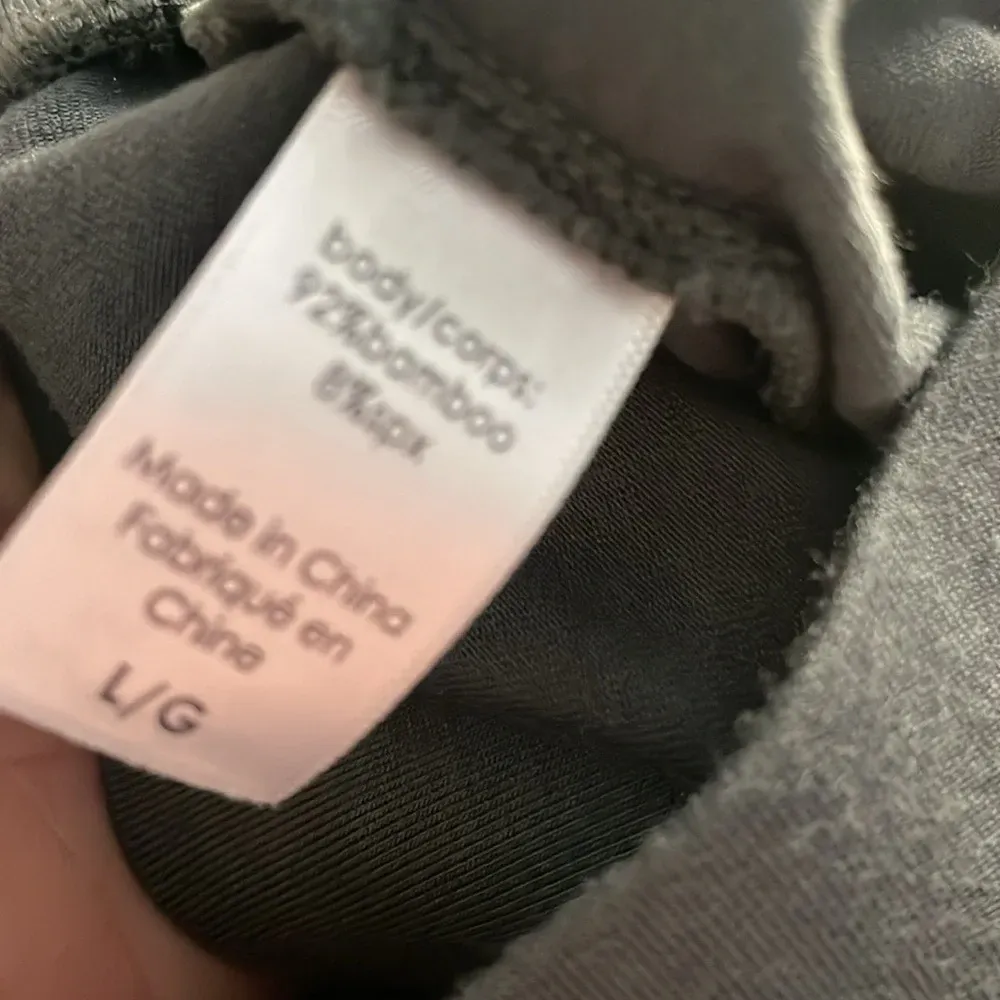 body/corps:
92%bamboo
8%spx
Made in China
Fabriqué en
Chine
L/G